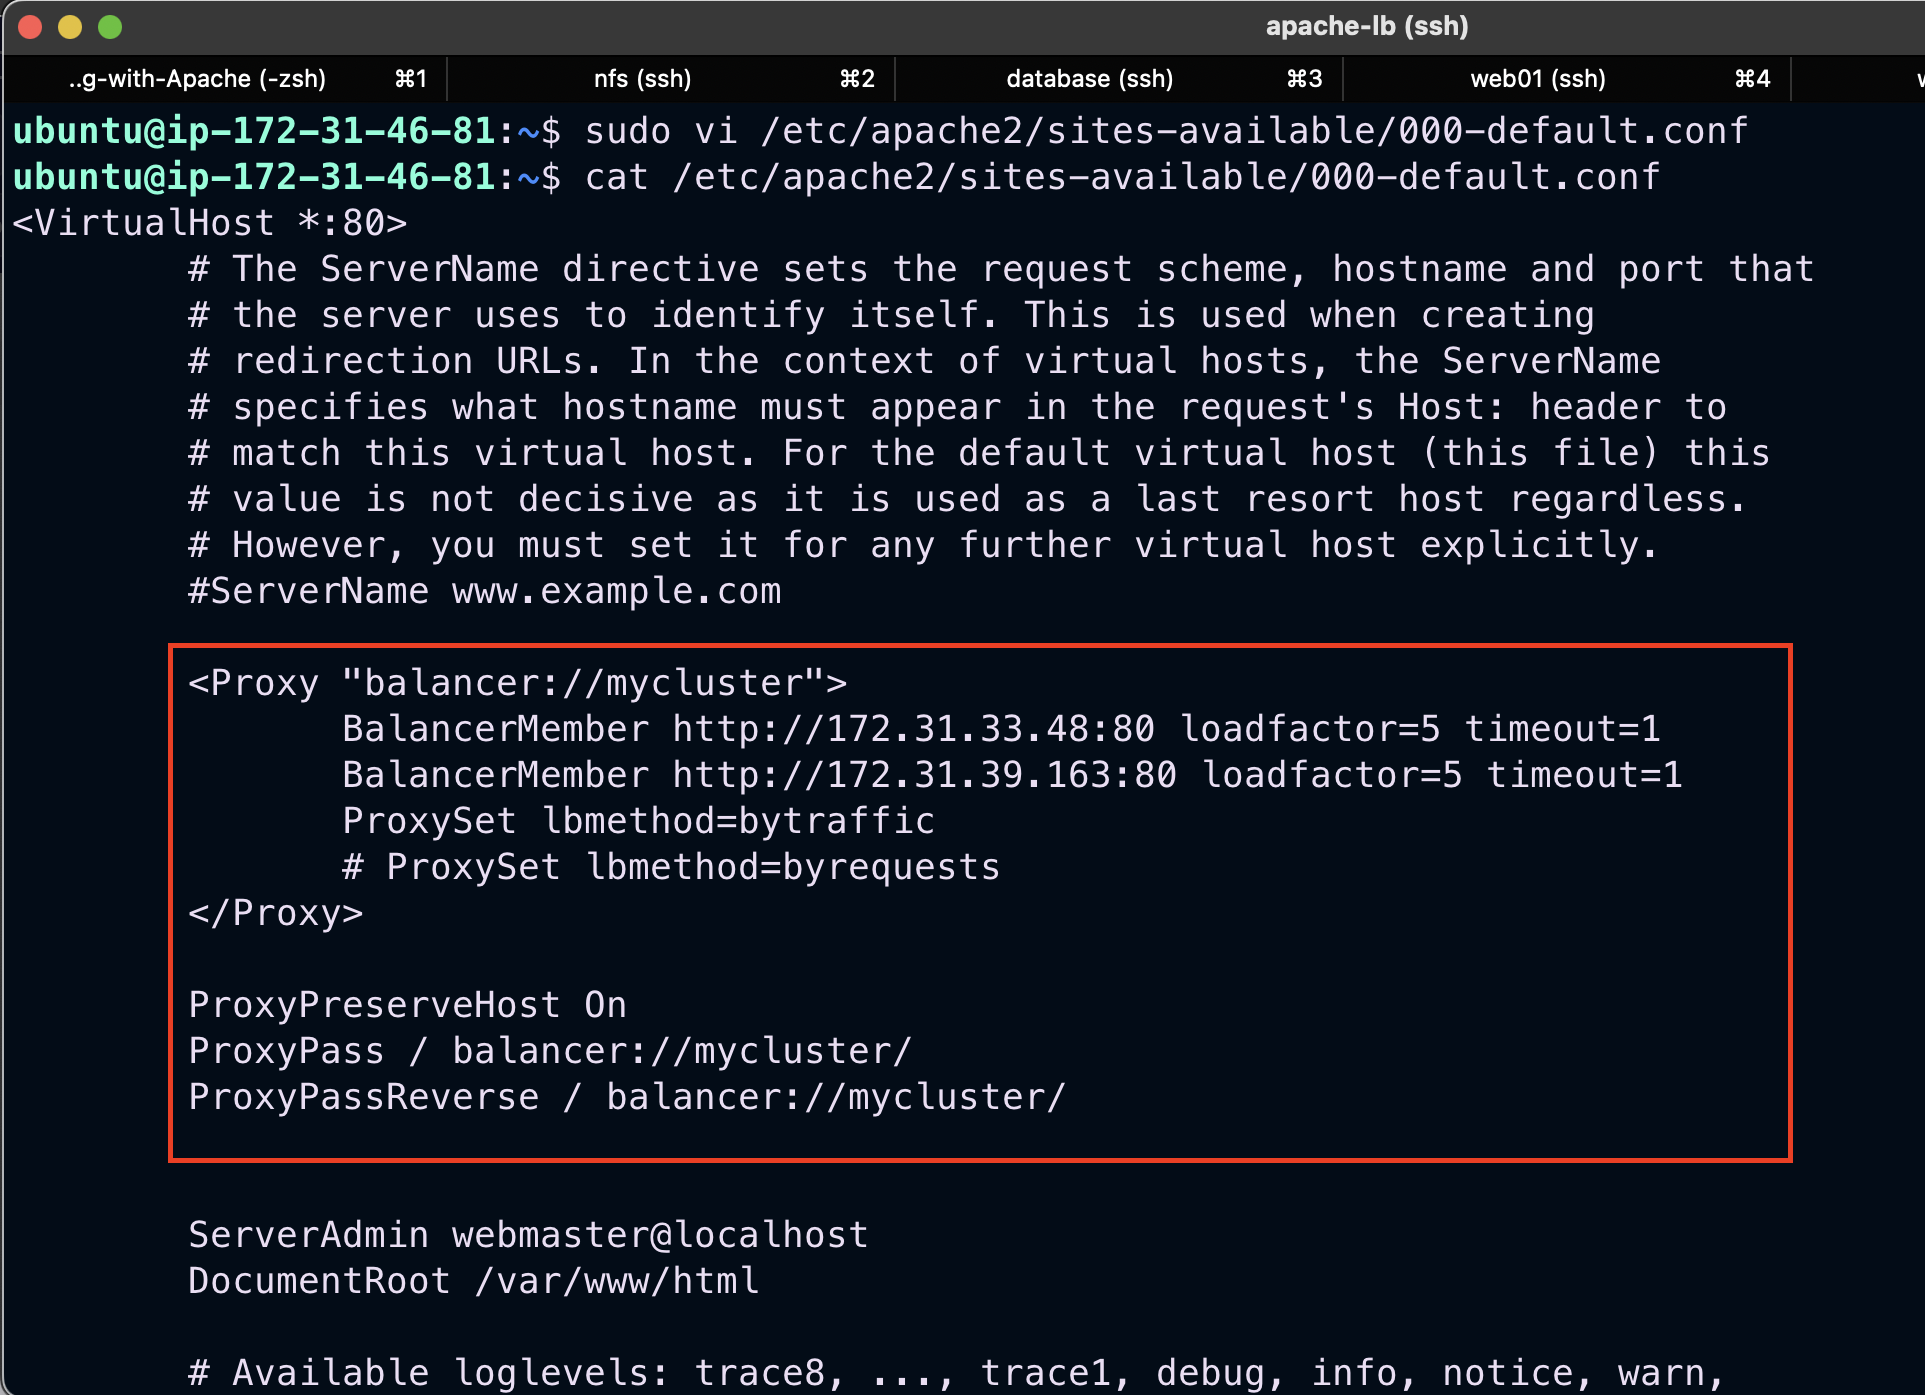 apache-lb (ssh)
..g-with-Apache (-zsh) ⌘1 nfs (ssh) ⌘2 database (ssh) ⌘3 web01 (ssh) ⌘4
ubuntu@ip-172-31-46-81:~$ sudo vi /etc/apache2/sites-available/000-default.conf
ubuntu@ip-172-31-46-81:~$ cat /etc/apache2/sites-available/000-default.conf
<VirtualHost *:80>
# The ServerName directive sets the request scheme, hostname and port that
# the server uses to identify itself. This is used when creating
# redirection URLs. In the context of virtual hosts, the ServerName
# specifies what hostname must appear in the request's Host: header to
# match this virtual host. For the default virtual host (this file) this
# value is not decisive as it is used as a last resort host regardless.
# However, you must set it for any further virtual host explicitly.
#ServerName www.example.com
<Proxy "balancer://mycluster">
BalancerMember http://172.31.33.48:80 loadfactor=5 timeout=1
BalancerMember http://172.31.39.163:80 loadfactor=5 timeout=1
ProxySet lbmethod=bytraffic
# ProxySet lbmethod=byrequests
</Proxy>
ProxyPreserveHost On
ProxyPass / balancer://mycluster/
ProxyPassReverse / balancer://mycluster/
ServerAdmin webmaster@localhost
DocumentRoot /var/www/html
# Available loglevels: trace8, ..., trace1, debug, info, notice, warn,